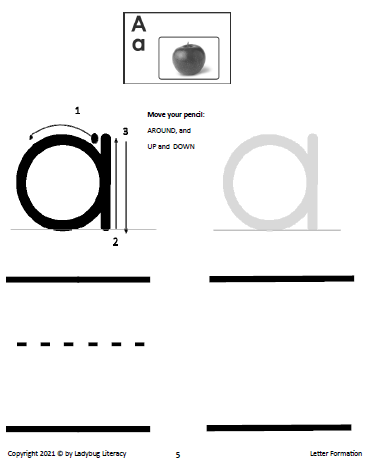 A
a
1
3
2
Move your pencil:
AROUND, and
UP and DOWN
a
a
Copyright 2021 © by Ladybug Literacy
5
Letter Formation